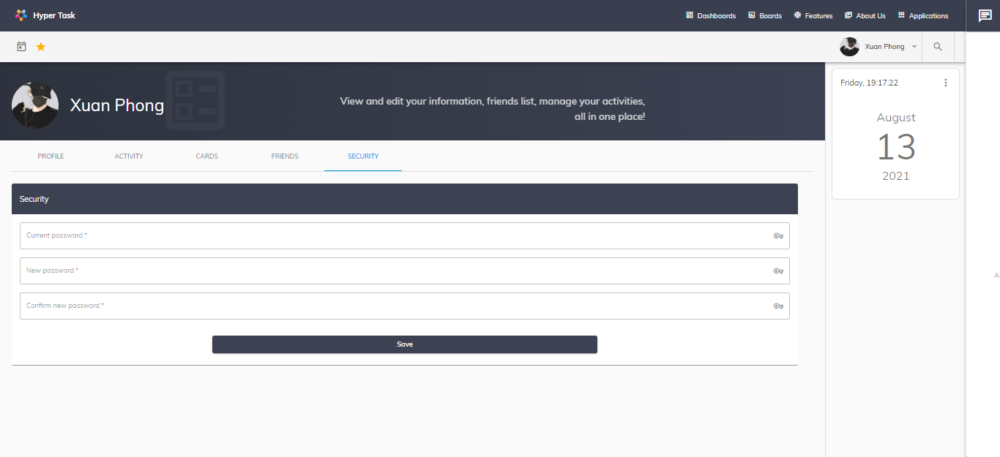 Hyper Task
Dashboards
Boards
Features
About Us
Applications
Xuan Phong
Xuan Phong
View and edit your information, friends list, manage your activities,
all in one place!
Friday, 19:17:22
August
13
2021
PROFILE
ACTIVITY
CARDS
FRIENDS
SECURITY
Security
Current password *
New password *
Confirm new password *
Save